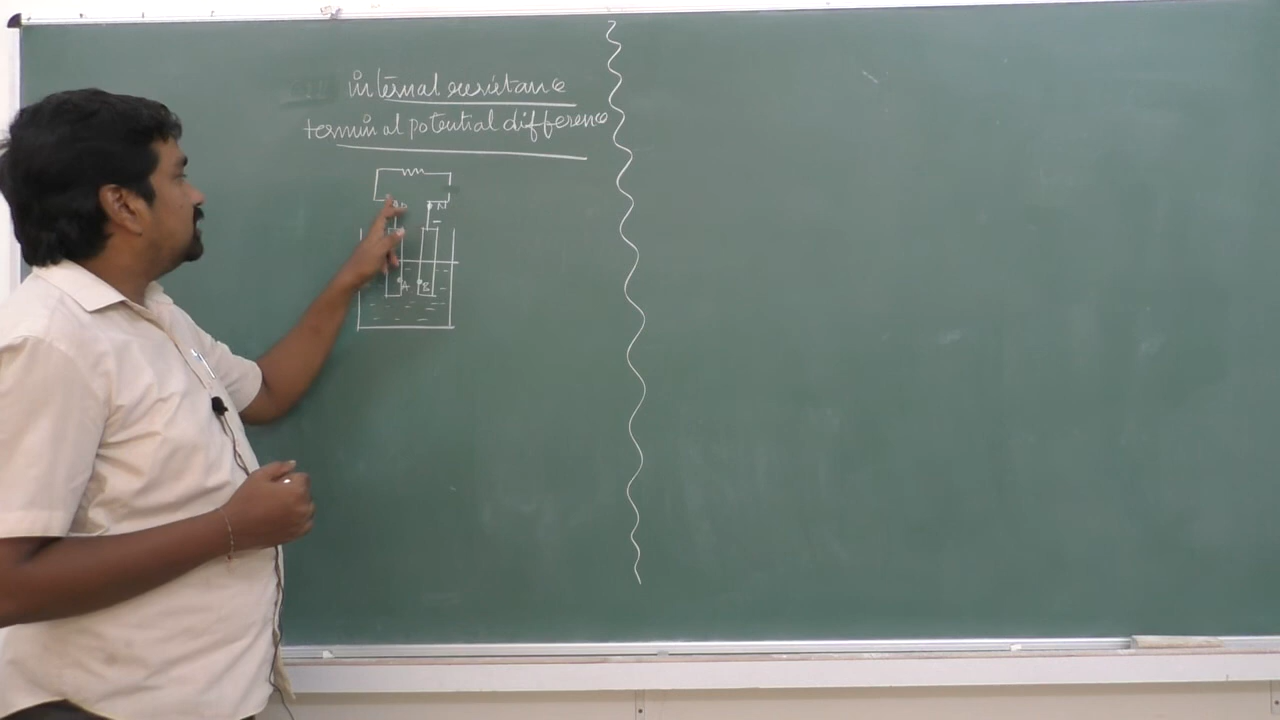 internal resistance
terminal potential difference
P N
-
A B